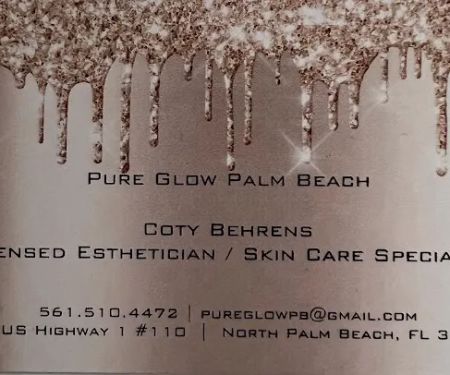 PURE GLOW PALM BEACH
COTY BEHRENS
ENSED ESTHETICIAN / SKIN CARE SPECIA
561.510.4472 | PUREGLOWPB@GMAIL.COM
US HIGHWAY 1 #110 | NORTH PALM BEACH, FL 3